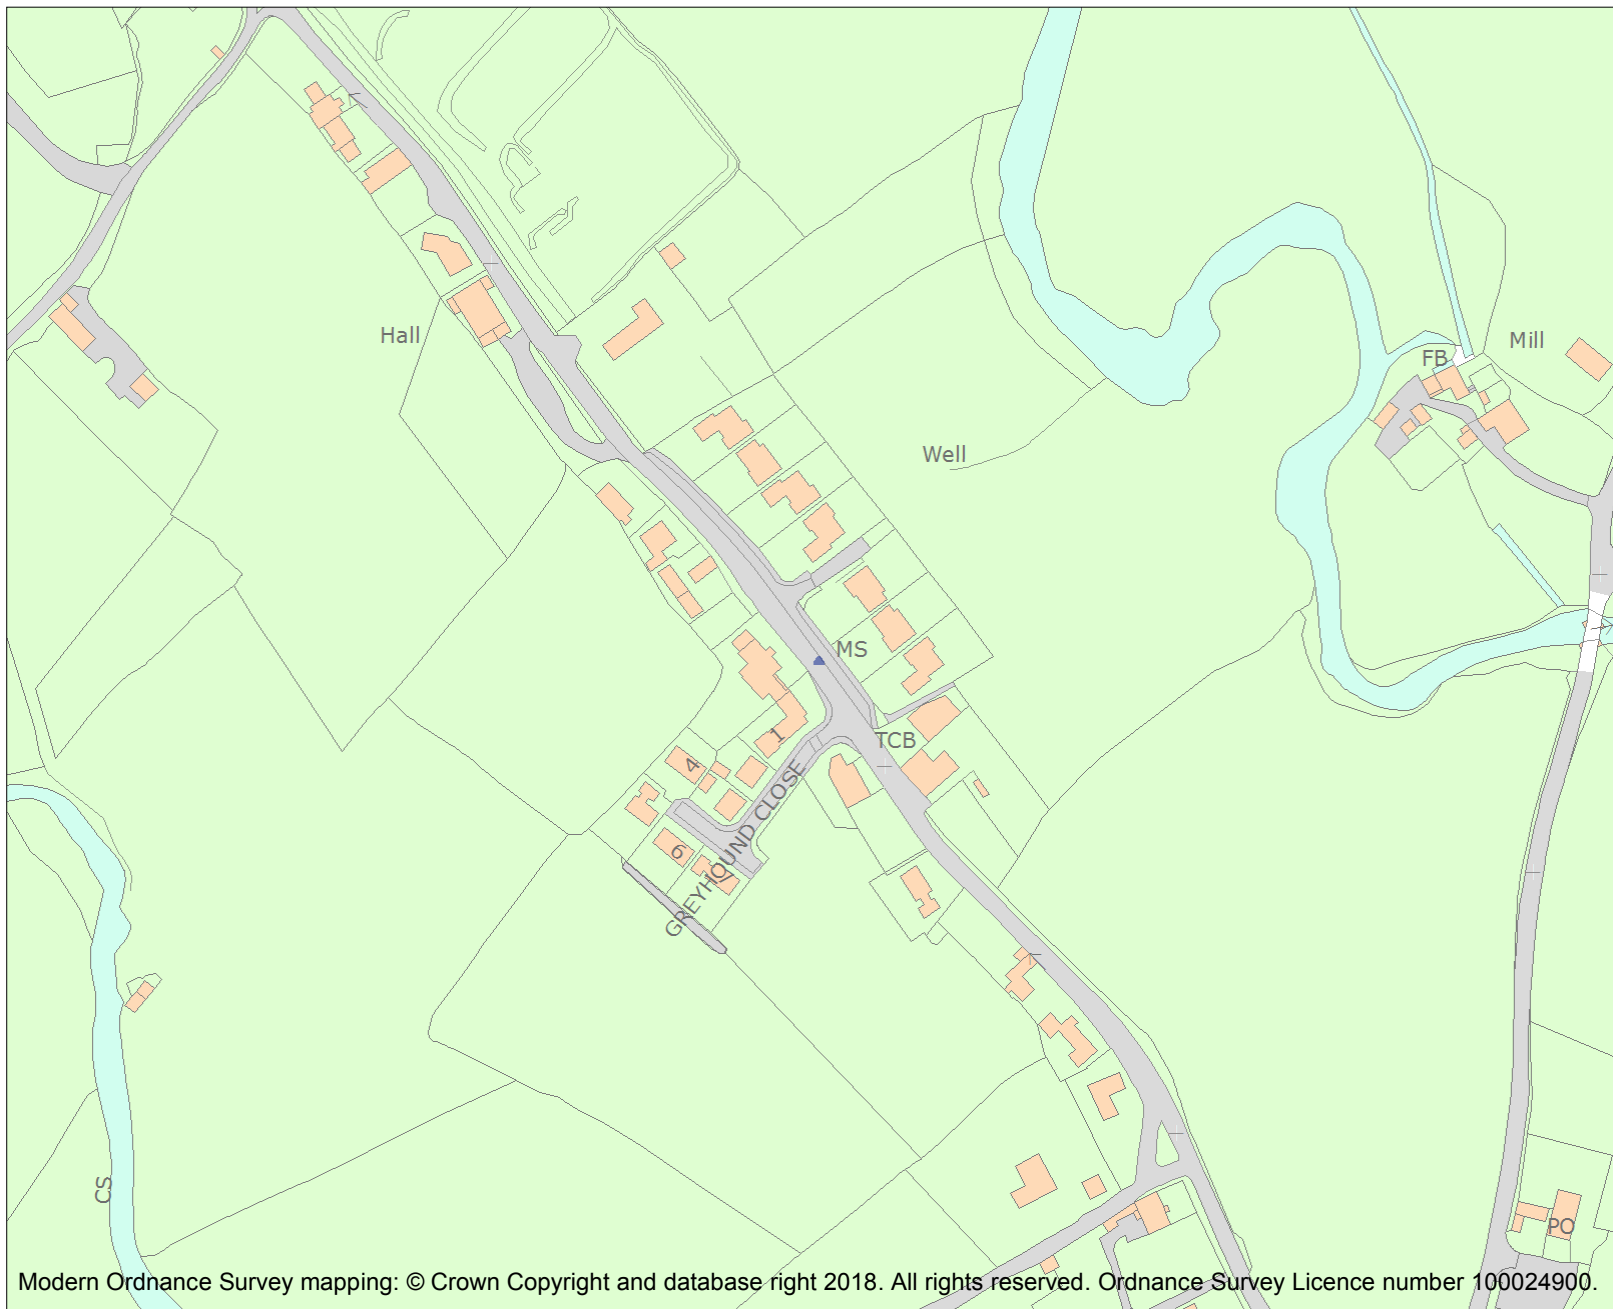 Hall
FB
Mill
Well
MS
TCB
1
4
GREYHOUND CLOSE
6
7
CS
PO
Modern Ordnance Survey mapping: © Crown Copyright and database right 2018. All rights reserved. Ordnance Survey Licence number 100024900.